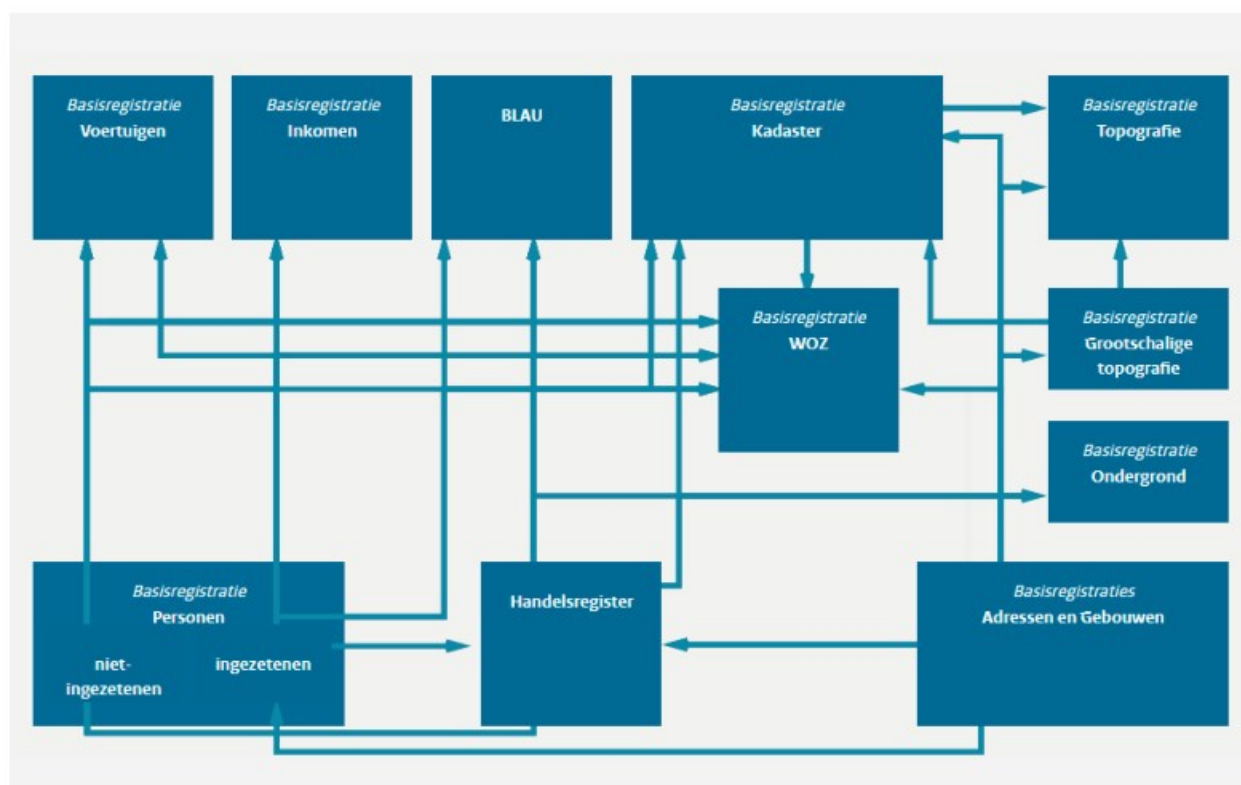 Basisregistratie
Voertuigen
Basisregistratie
Inkomen
BLAU
Basisregistratie
Kadaster
Basisregistratie
Topografie
Basisregistratie
WOZ
Basisregistratie
Grootschalige
topografie
Basisregistratie
Ondergrond
Basisregistratie
Personen
niet-
ingezetenen
ingezetenen
Handelsregister
Basisregistraties
Adressen en Gebouwen